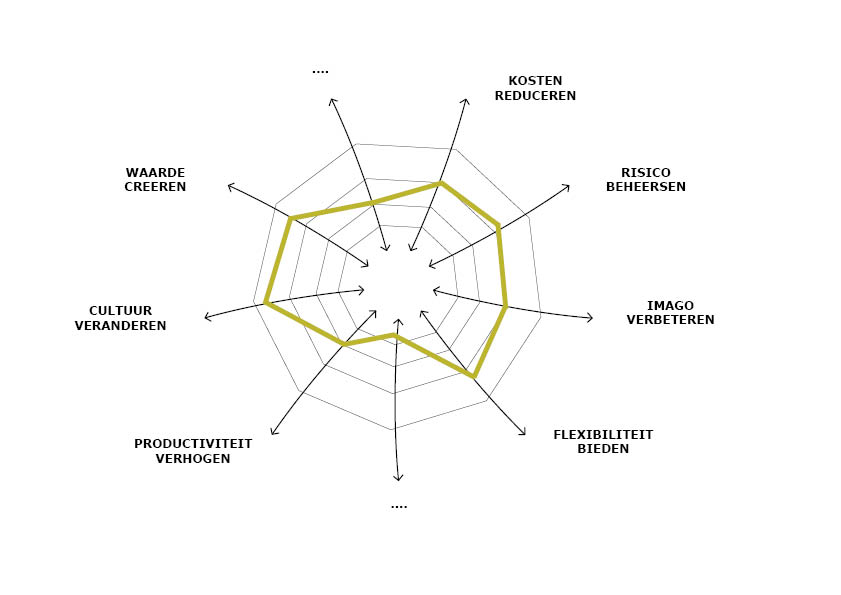 ....
KOSTEN
REDUCEREN
WAARDE
CREEREN
RISICO
BEHEERSEN
CULTUUR
VERANDEREN
IMAGO
VERBETEREN
PRODUCTIVITEIT
VERHOGEN
FLEXIBILITEIT
BIEDEN
....